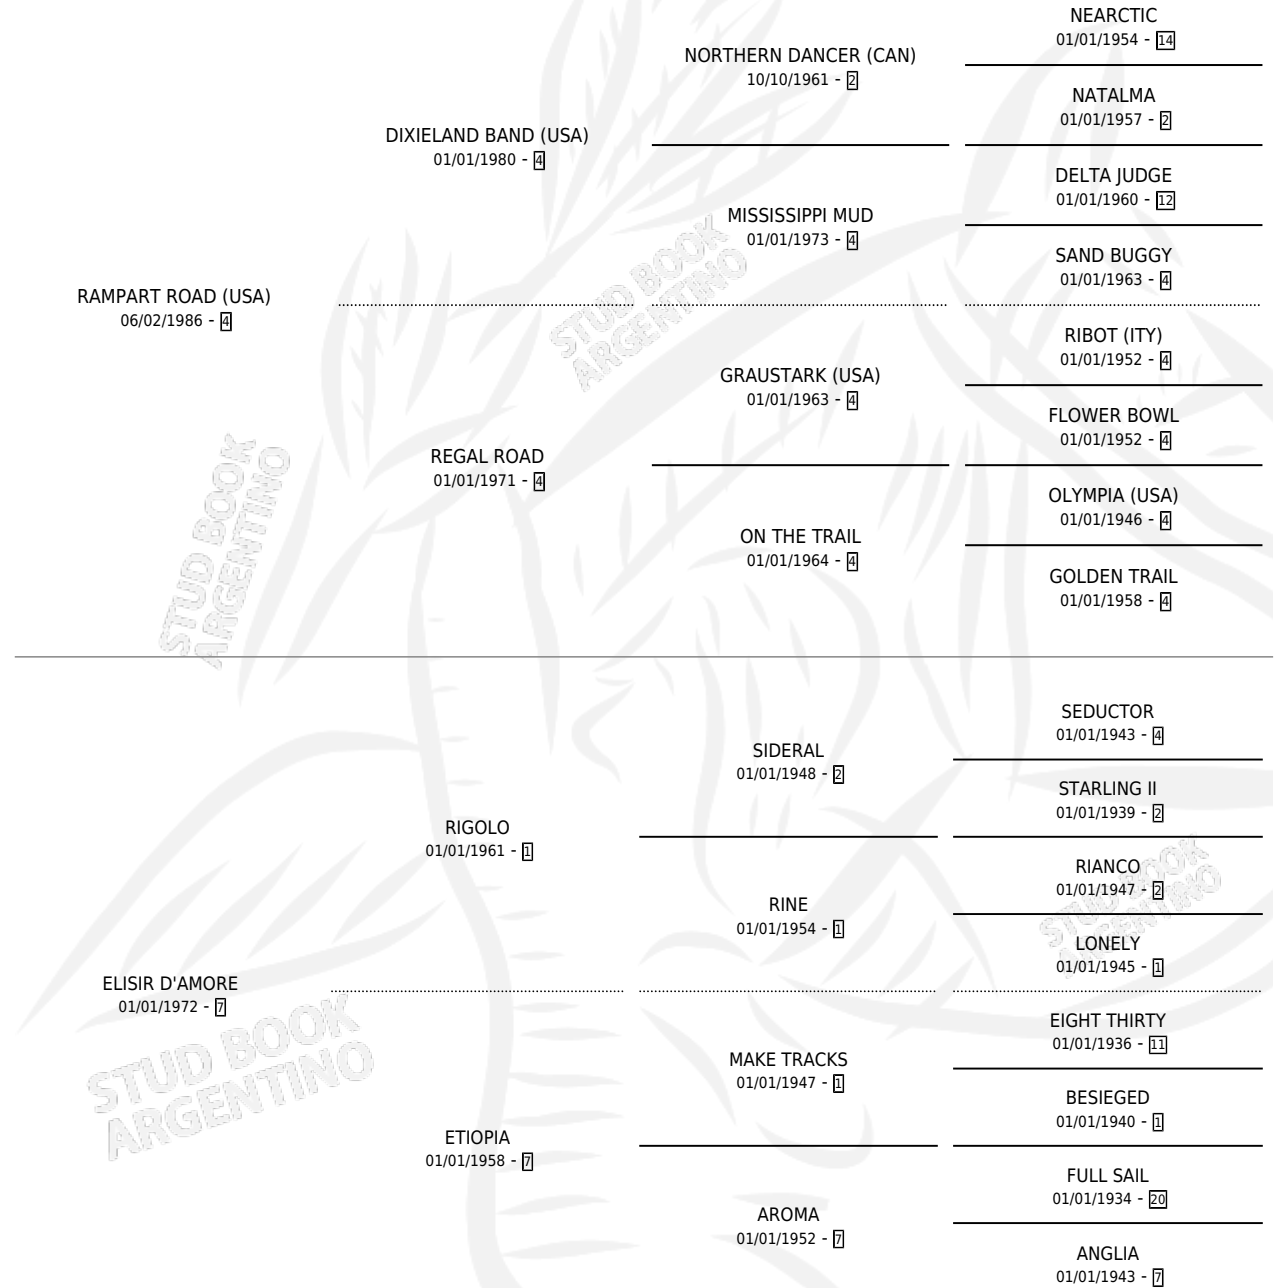 NEARCTIC
01/01/1954 - 14
NORTHERN DANCER (CAN)
10/10/1961 - 2
NATALMA
01/01/1957 - 2
DIXIELAND BAND (USA)
01/01/1980 - 4
DELTA JUDGE
01/01/1960 - 12
MISSISSIPPI MUD
01/01/1973 - 4
SAND BUGGY
01/01/1963 - 4
RAMPART ROAD (USA)
06/02/1986 - 4
RIBOT (ITY)
01/01/1952 - 4
GRAUSTARK (USA)
01/01/1963 - 4
FLOWER BOWL
01/01/1952 - 4
REGAL ROAD
01/01/1971 - 4
OLYMPIA (USA)
01/01/1946 - 4
ON THE TRAIL
01/01/1964 - 4
GOLDEN TRAIL
01/01/1958 - 4
SEDUCTOR
01/01/1943 - 4
SIDERAL
01/01/1948 - 2
STARLING II
01/01/1939 - 2
RIGOLO
01/01/1961 - 1
RIANCO
01/01/1947 - 2
RINE
01/01/1954 - 1
LONELY
01/01/1945 - 1
ELISIR D'AMORE
01/01/1972 - 7
EIGHT THIRTY
01/01/1936 - 11
MAKE TRACKS
01/01/1947 - 1
BESIEGED
01/01/1940 - 1
ETIOPIA
01/01/1958 - 7
FULL SAIL
01/01/1934 - 20
AROMA
01/01/1952 - 7
ANGLIA
01/01/1943 - 7
STUD BOOK
ARGENTINO
STUD BOOK
ARGENTINO
STUD BOOK
ARGENTINO
STUD BOOK
ARGENTINO